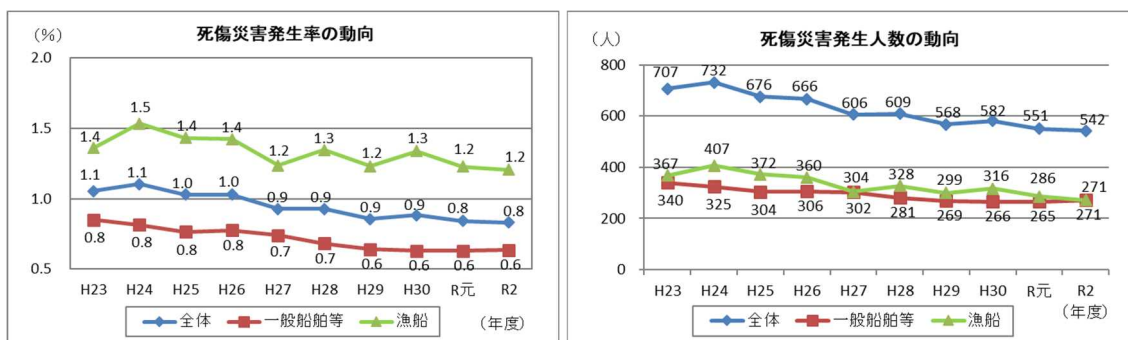 死傷災害発生率の動向
(%)
2.0
1.5
1.0
0.5
1.4 1.5 1.4 1.4 1.2 1.3 1.2 1.3 1.2 1.2
1.1 1.1 1.0 1.0 0.9 0.9 0.9 0.9 0.8 0.8
0.8 0.8 0.8 0.8 0.7 0.7 0.6 0.6 0.6 0.6
H23 H24 H25 H26 H27 H28 H29 H30 R元 R2
全体 一般船舶等 漁船 (年度)
死傷災害発生人数の動向
(人)
800
600
400
200
0
707 732 676 666 606 609 568 582 551 542
367 407 372 360 304 328 299 316 286 271
340 325 304 306 302 281 269 266 265 271
H23 H24 H25 H26 H27 H28 H29 H30 R元 R2
全体 一般船舶等 漁船 (年度)